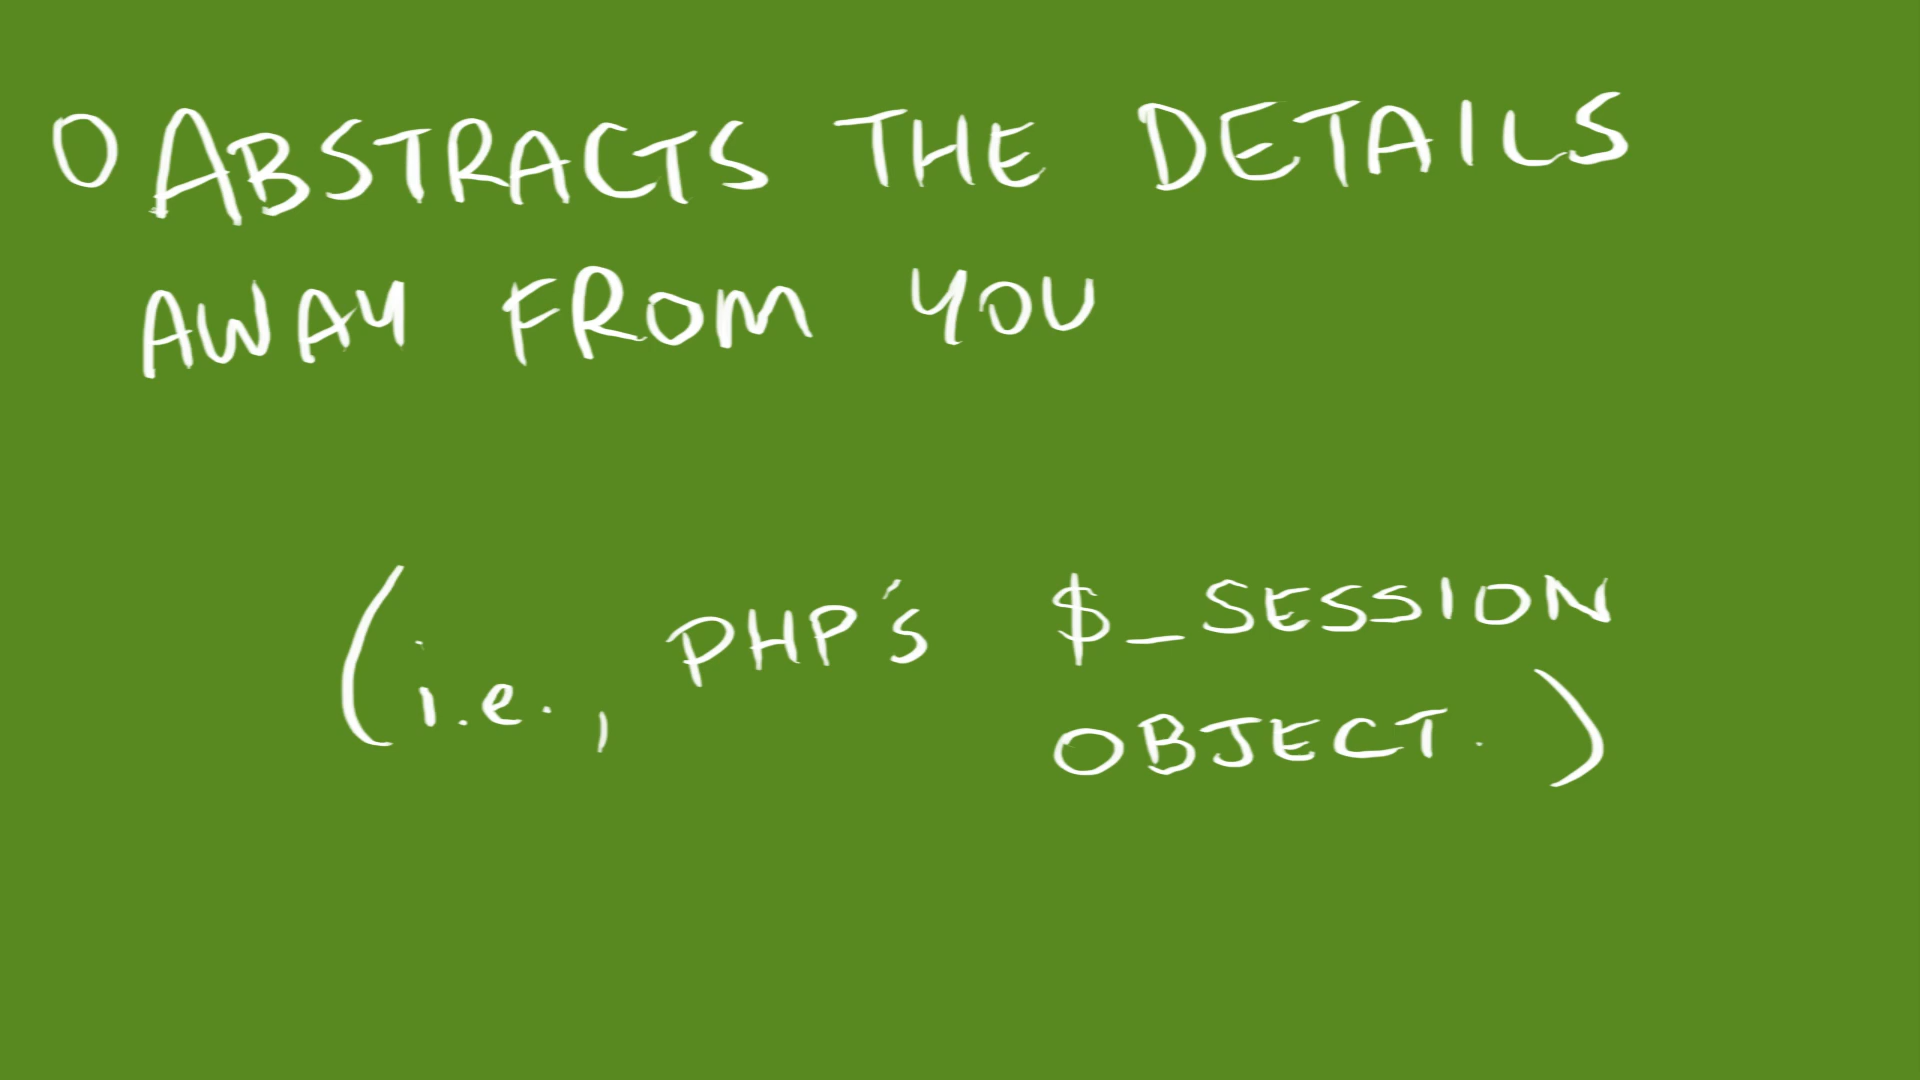 O ABSTRACTS THE DETAILS
AWAY FROM YOU
(i.e., PHP's $_SESSION
OBJECT.)